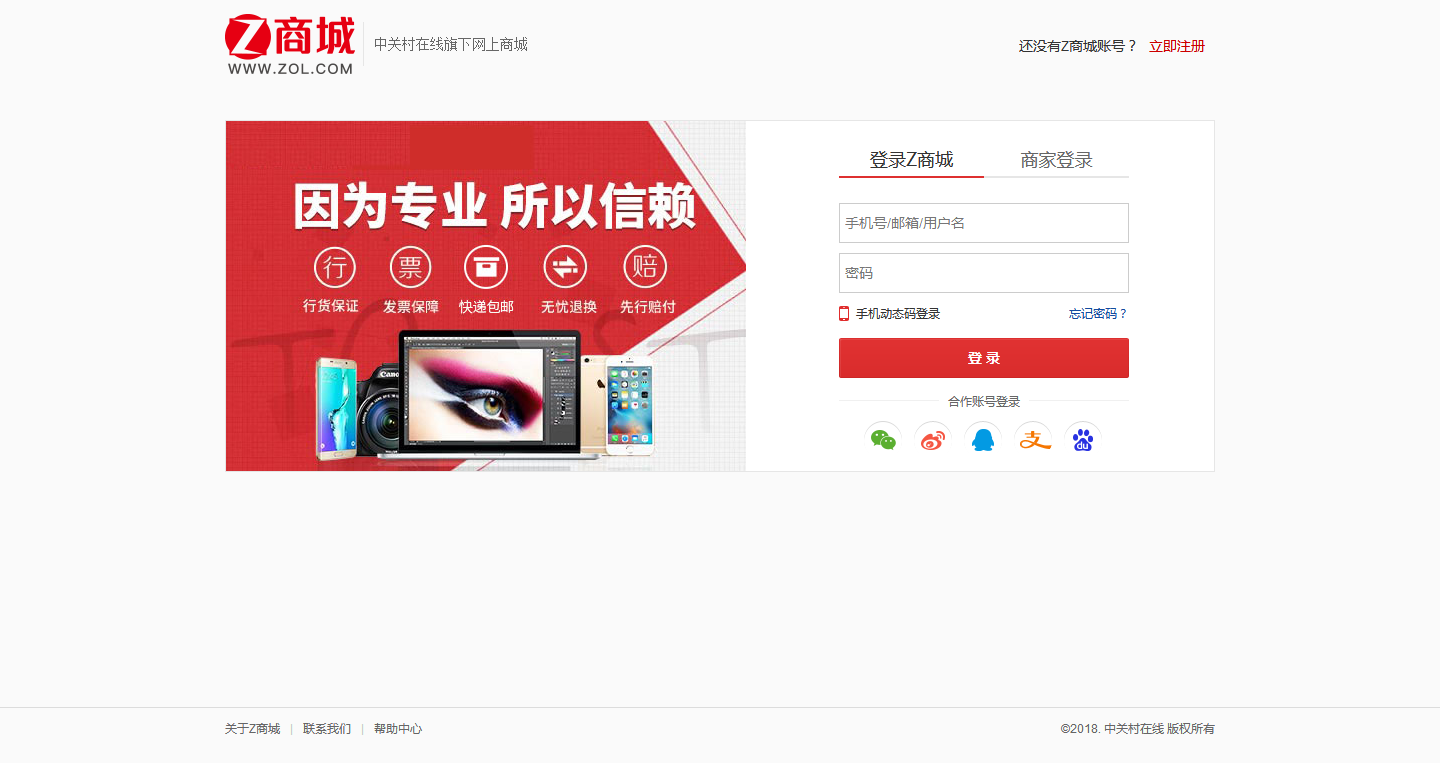 Z商城
WWW.ZOL.COM
中关村在线旗下网上商城
还没有Z商城账号？ 立即注册
因为专业 所以信赖
行 票 赔
行货保证 发票保障 快递包邮 无忧退换 先行赔付
Canon
登录Z商城 商家登录
手机号/邮箱/用户名
密码
手机动态码登录 忘记密码？
登 录
合作账号登录
du
关于Z商城 | 联系我们 | 帮助中心
©2018. 中关村在线 版权所有